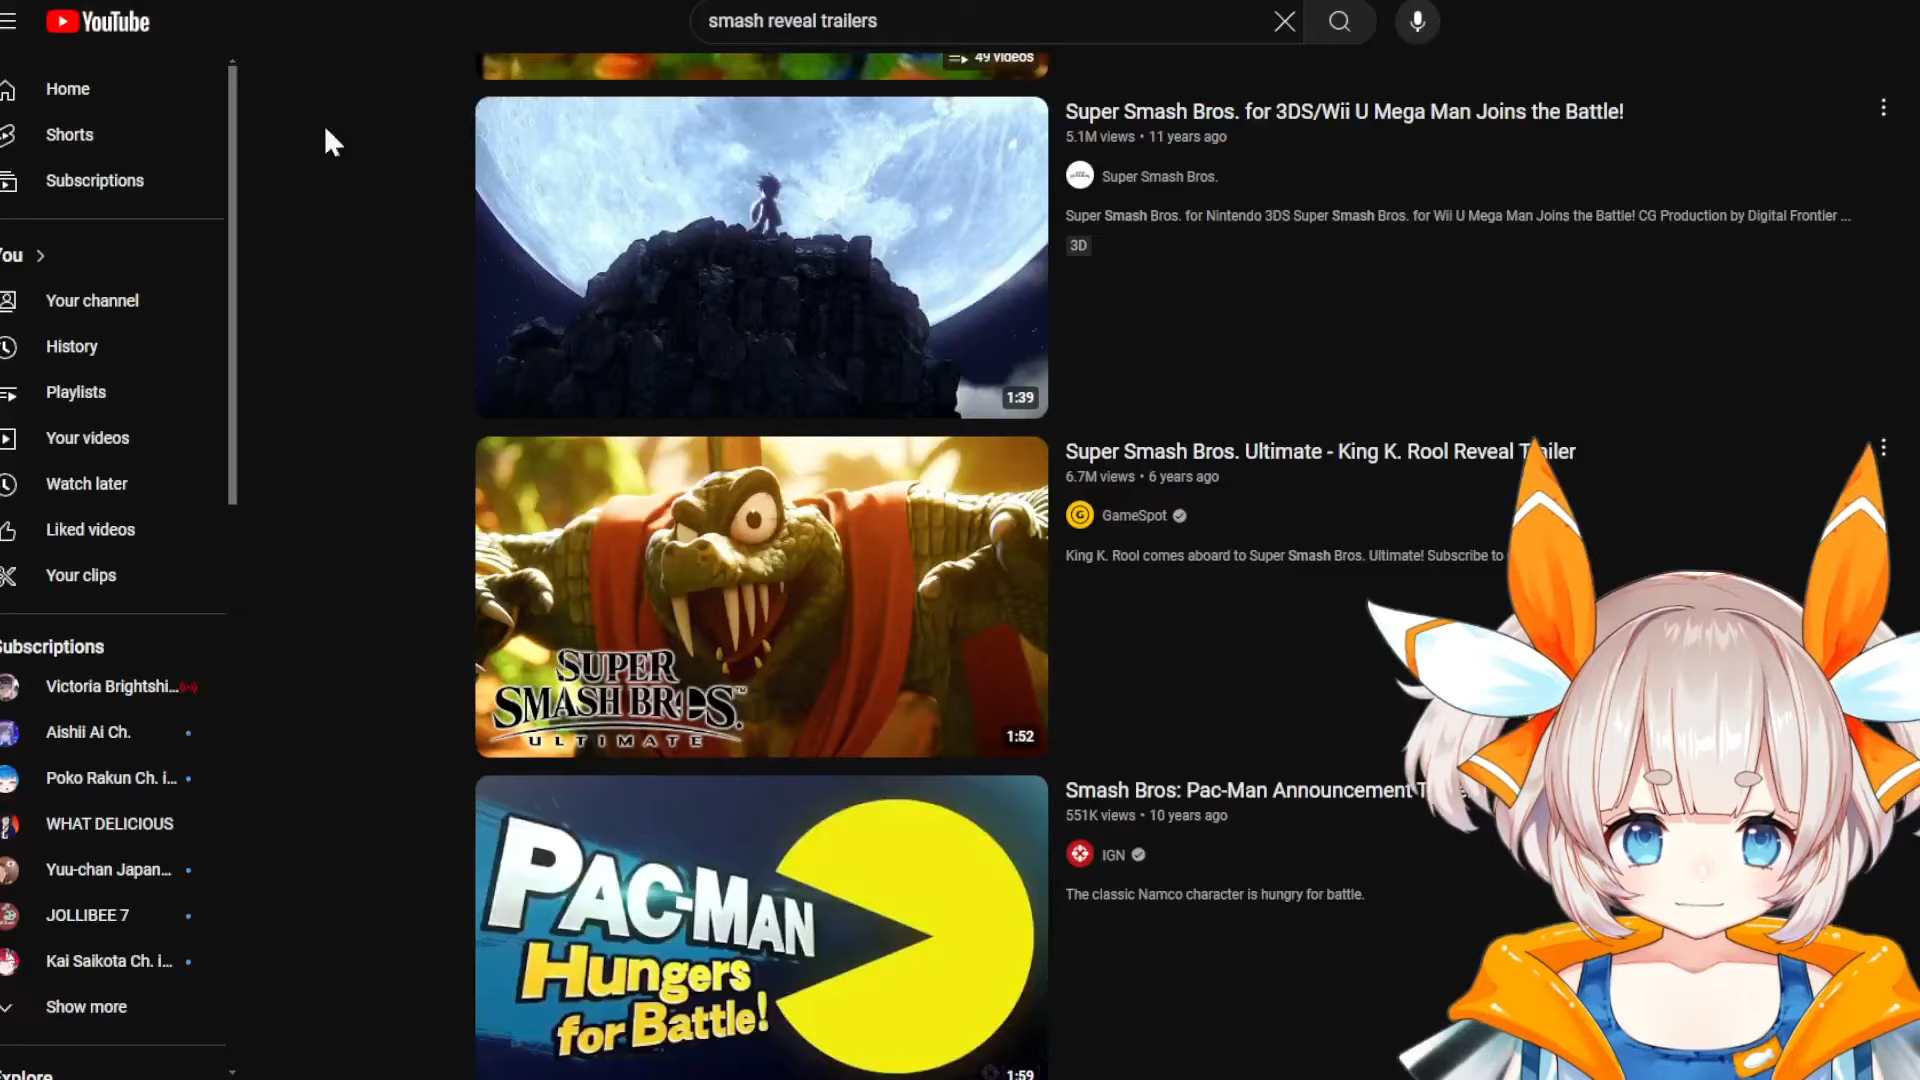 YouTube
smash reveal trailers
Home
Shorts
Subscriptions
You
Your channel
History
Playlists
Your videos
Watch later
Liked videos
Your clips
Subscriptions
Victoria Brightshi...
Aishii Ai Ch.
Poko Rakun Ch. i...
WHAT DELICIOUS
Yuu-chan Japan...
JOLLIBEE 7
Kai Saikota Ch. i...
Show more
Explore
49 videos
1:39
Super Smash Bros. for 3DS/Wii U Mega Man Joins the Battle!
5.1M views • 11 years ago
Super Smash Bros.
Super Smash Bros. for Nintendo 3DS Super Smash Bros. for Wii U Mega Man Joins the Battle! CG Production by Digital Frontier ...
3D
SUPER
SMASH BROS.™
ULTIMATE
1:52
Super Smash Bros. Ultimate - King K. Rool Reveal Trailer
6.7M views • 6 years ago
GameSpot
King K. Rool comes aboard to Super Smash Bros. Ultimate! Subscribe to
PAC-MAN
Hungers
for Battle!
1:59
Smash Bros: Pac-Man Announcement
551K views • 10 years ago
IGN
The classic Namco character is hungry for battle.